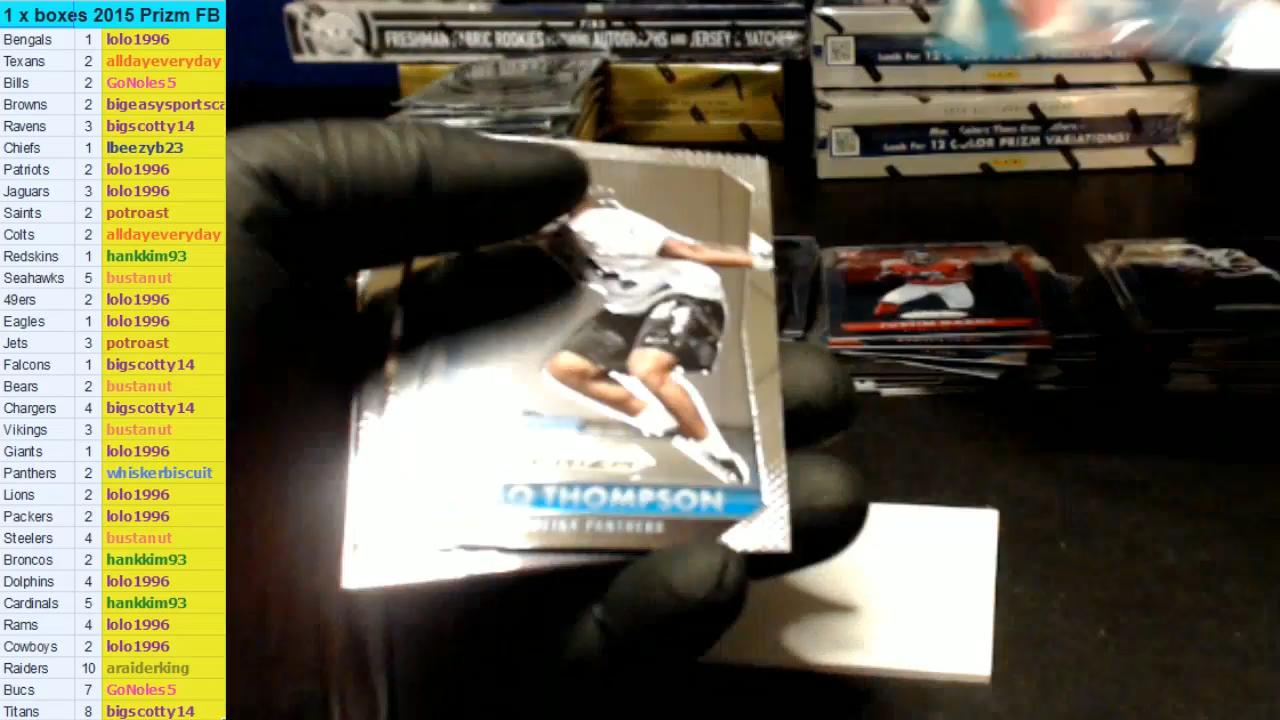 1 x boxes 2015 Prizm FB
Bengals 1 lolo1996
Texans 2 alldayeveryday
Bills 2 GoNoles5
Browns 2 bigeasysportsca
Ravens 3 bigscotty14
Chiefs 1 lbeezyb23
Patriots 2 lolo1996
Jaguars 3 lolo1996
Saints 2 potroast
Colts 2 alldayeveryday
Redskins 1 hankkim93
Seahawks 5 bustanut
49ers 2 lolo1996
Eagles 1 lolo1996
Jets 3 potroast
Falcons 1 bigscotty14
Bears 2 bustanut
Chargers 4 bigscotty14
Vikings 3 bustanut
Giants 1 lolo1996
Panthers 2 whiskerbiscuit
Lions 2 lolo1996
Packers 2 lolo1996
Steelers 4 bustanut
Broncos 2 hankkim93
Dolphins 4 lolo1996
Cardinals 5 hankkim93
Rams 4 lolo1996
Cowboys 2 lolo1996
Raiders 10 araiderking
Bucs 7 GoNoles5
Titans 8 bigscotty14
FRESHMAN FABRIC ROOKIES AUTOGRAPHS AND JERSEY
Look For 12 COLOR PRIZM VARIATIONS!
THOMPSON
PANTHERS